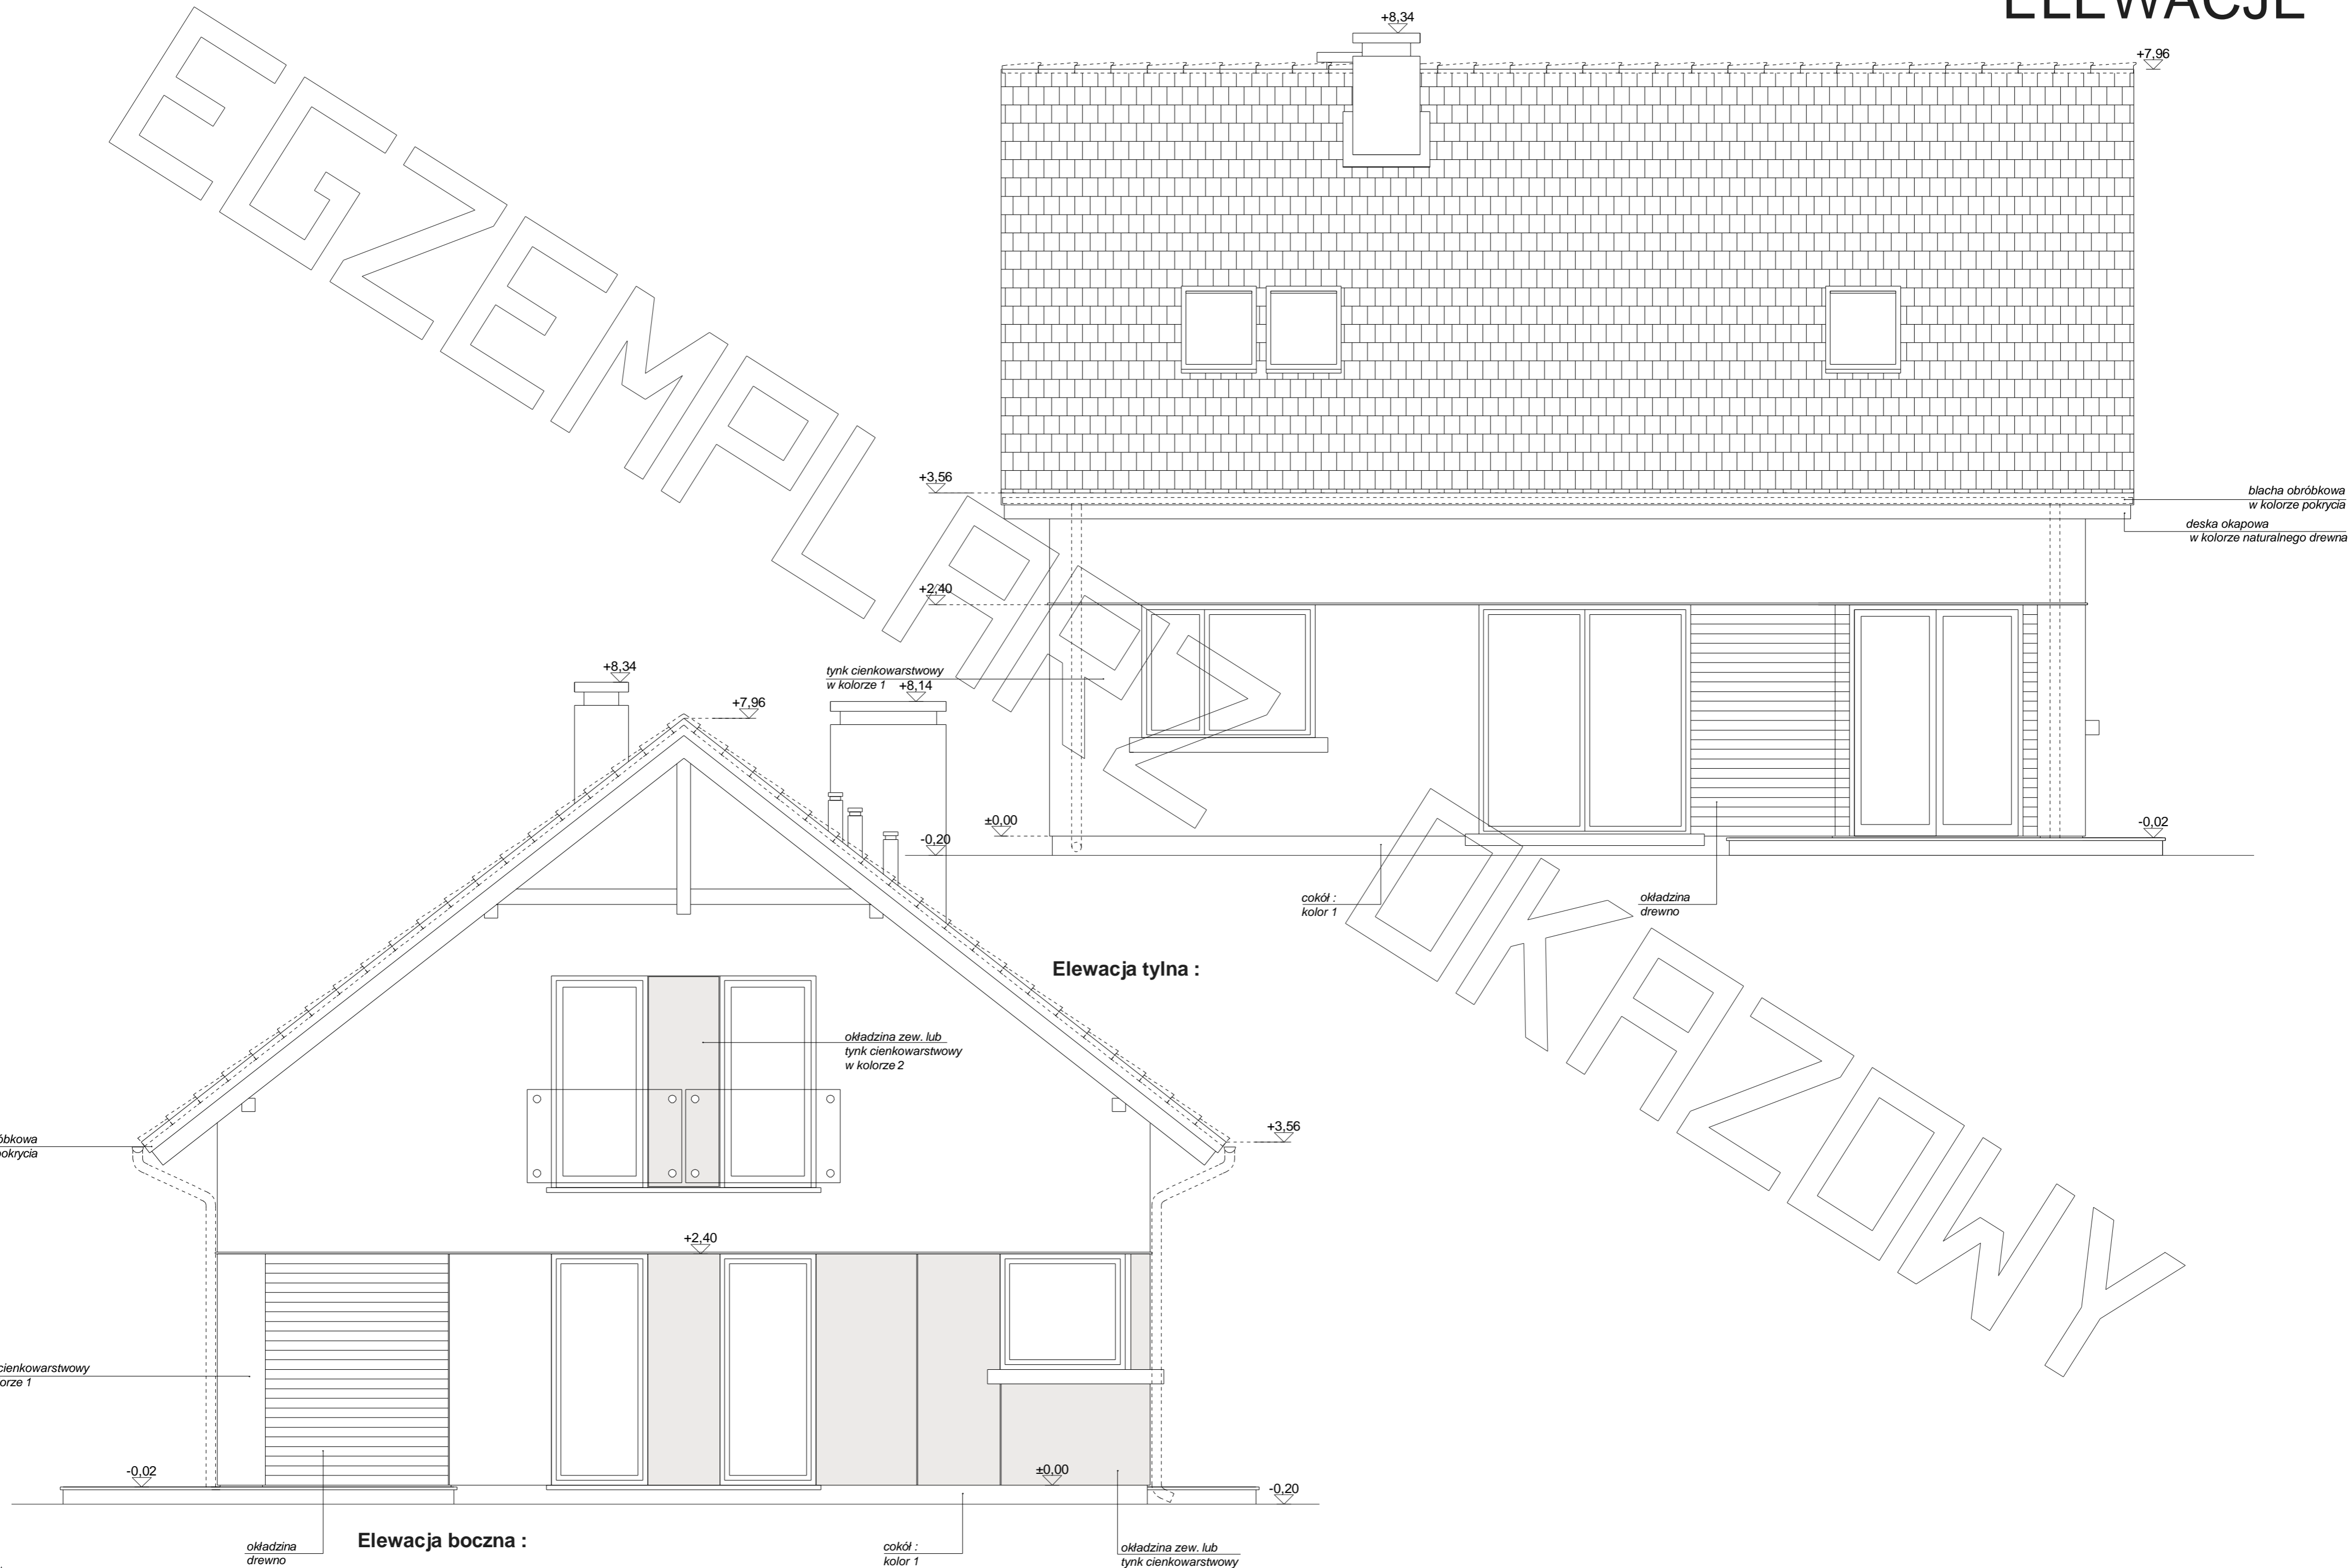 ELEWACJE
+8,34
+7,96
+3,56
blacha obróbkowa
w kolorze pokrycia
deska okapowa
w kolorze naturalnego drewna
+2,40
tynk cienkowarstwowy
w kolorze 1
±0,00
-0,20
-0,02
cokół :
kolor 1
okładzina
drewno
Elewacja tylna :
+8,34
+7,96
+8,14
okładzina zew. lub
tynk cienkowarstwowy
w kolorze 2
+3,56
pokrycia
+2,40
cienkowarstwowy
-0,02
±0,00
-0,20
okładzina
drewno
Elewacja boczna :
cokół :
kolor 1
okładzina zew. lub
tynk cienkowarstwowy
EGZEMPLARZ OKAZOWY